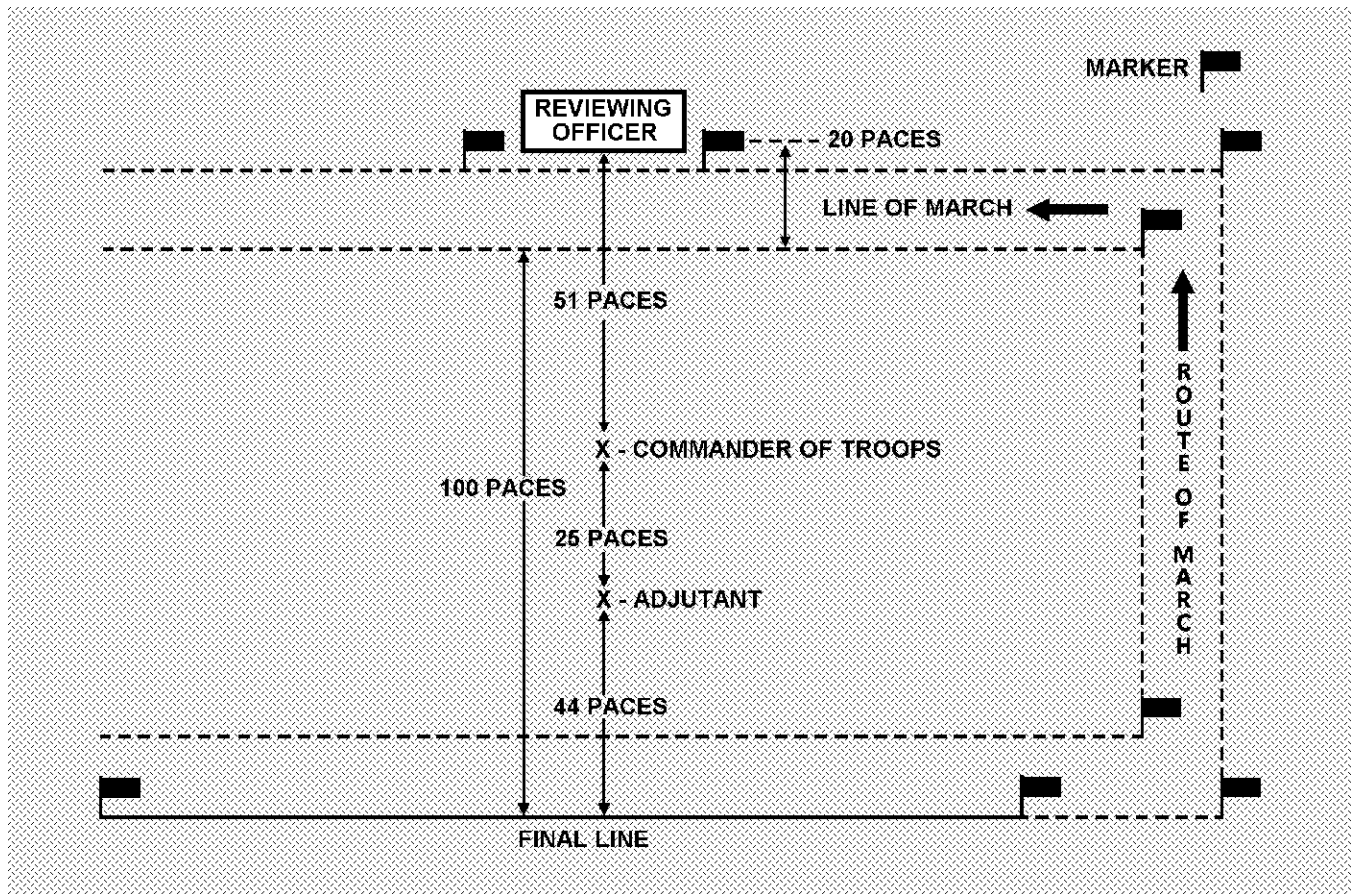 MARKER
REVIEWING
OFFICER
20 PACES
LINE OF MARCH
51 PACES
X - COMMANDER OF TROOPS
100 PACES
25 PACES
X - ADJUTANT
ROUTE OF MARCH
44 PACES
FINAL LINE